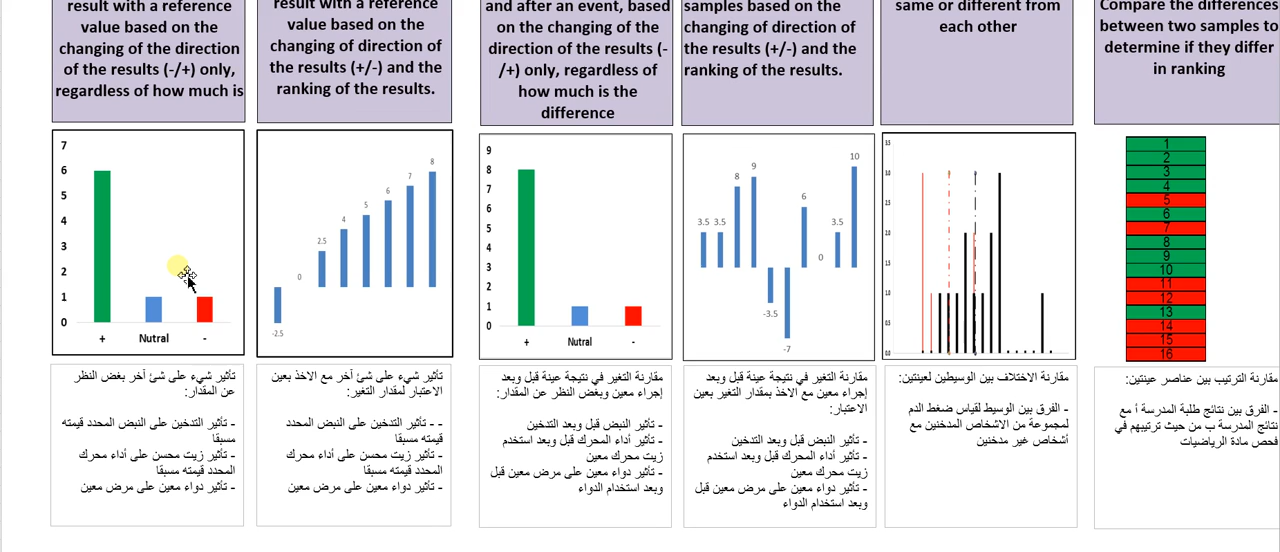 result with a reference
value based on the
changing of the direction
of the results (-/+) only,
regardless of how much is
result with a reference
value based on the
changing of direction of
the results (+/-) and the
ranking of the results.
and after an event, based
on the changing of the
direction of the results (-
/+) only, regardless of
how much is the
difference
samples based on the
changing of direction of
the results (+/-) and the
ranking of the results.
same or different from
each other
Compare the differences
between two samples to
determine if they differ
in ranking
7
6
5
4
3
2
1
0
+ Nutral -
-2.5
0
2.5
4
5
6
7
8
9
8
7
6
5
4
3
2
1
0
+ Nutral -
3.5
3.5
8
9
-3.5
-7
6
0
3.5
10
3.5
3.0
2.5
2.0
1.5
1.0
0.5
0.0
1
2
3
4
5
6
7
8
9
10
11
12
13
14
15
16
تأثير شيء على شئ آخر بغض النظر
عن المقدار:
- تأثير التدخين على النبض المحدد قيمته
مسبقا
- تأثير زيت محسن على أداء محرك
المحدد قيمته مسبقا
- تأثير دواء معين على مرض معين
تأثير شيء على شئ آخر مع الاخذ بعين
الاعتبار لمقدار التغير:
- - تأثير التدخين على النبض المحدد
قيمته مسبقا
- تأثير زيت محسن على أداء محرك
المحدد قيمته مسبقا
- تأثير دواء معين على مرض معين
مقارنة التغير في نتيجة عينة قبل وبعد
إجراء معين وبغض النظر عن المقدار:
- تأثير النبض قبل وبعد التدخين
- تأثير أداء المحرك قبل وبعد استخدم
زيت محرك معين
- تأثير دواء معين على مرض معين قبل
وبعد استخدام الدواء
مقارنة التغير في نتيجة عينة قبل وبعد
إجراء معين مع الاخذ بمقدار التغير بعين
الاعتبار:
- تأثير النبض قبل وبعد التدخين
- تأثير أداء المحرك قبل وبعد استخدم
زيت محرك معين
- تأثير دواء معين على مرض معين قبل
وبعد استخدام الدواء
مقارنة الاختلاف بين الوسيطين لعينتين:
- الفرق بين الوسيط لقياس ضغط الدم
لمجموعة من الاشخاص المدخنين مع
أشخاص غير مدخنين
مقارنة الترتيب بين عناصر عينتين:
- الفرق بين نتائج طلبة المدرسة أ مع
نتائج المدرسة ب من حيث ترتيبهم في
فحص مادة الرياضيات